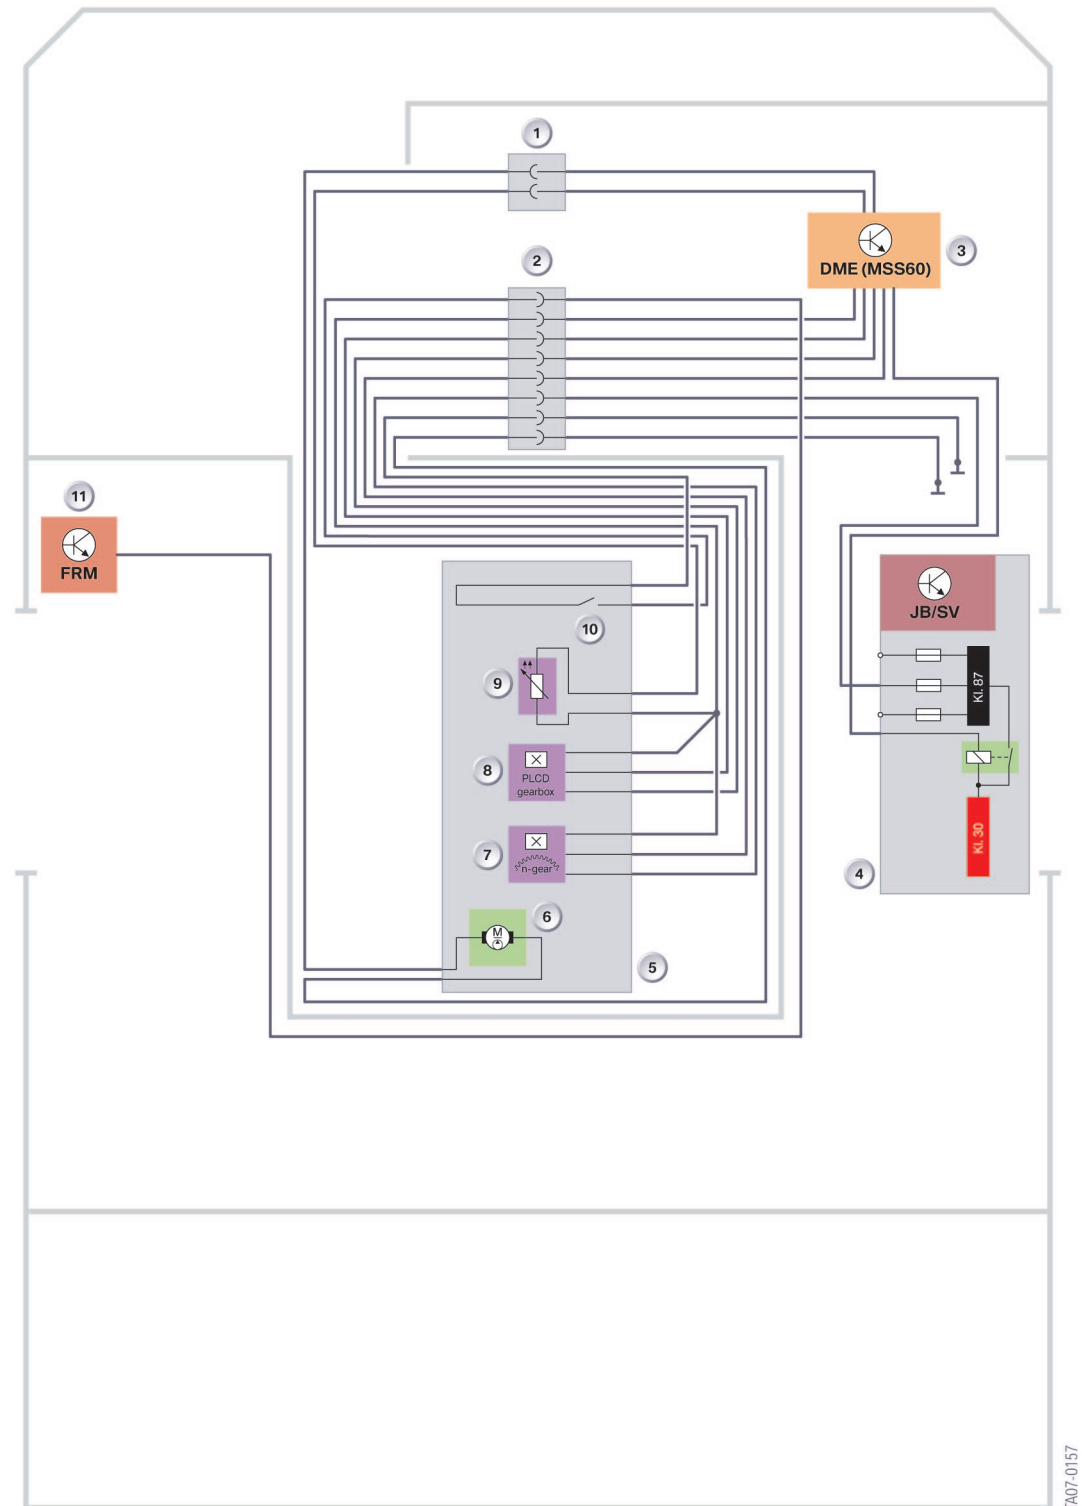 1
2
3
DME (MSS60)
11
FRM
JB/SV
10
9
Kl. 87
8
PLCD
gearbox
7
n-gear
Kl. 30
4
6
M
5
TA07-0157